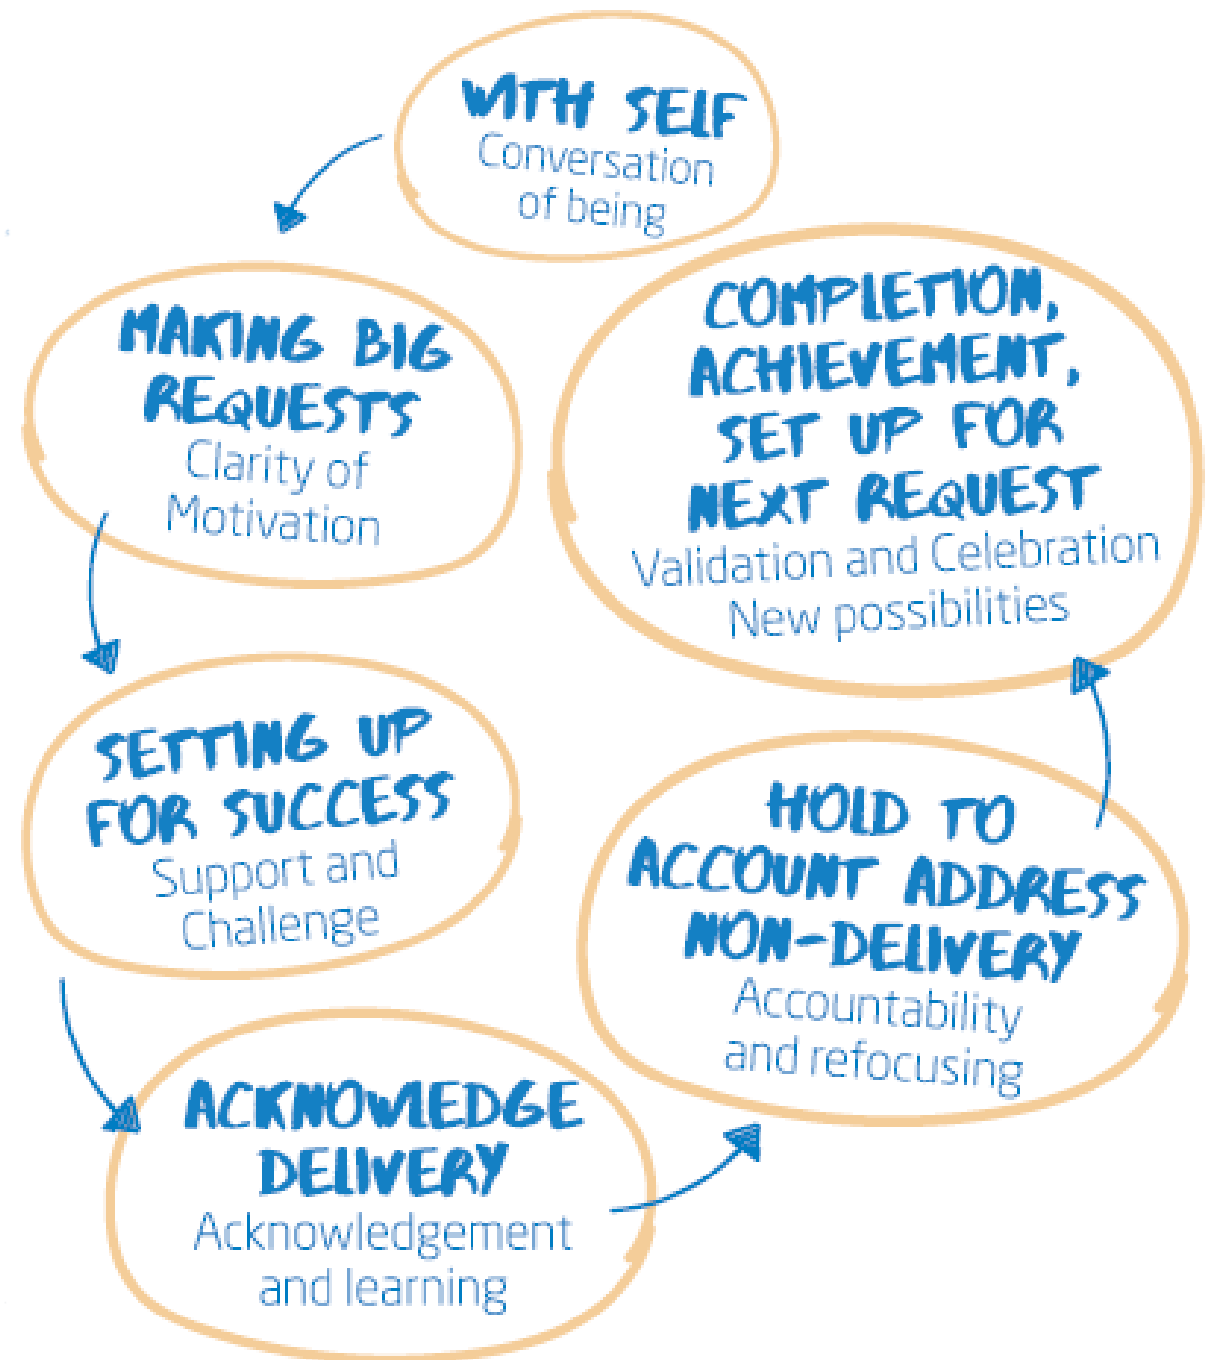 WITH SELF
Conversation
of being
MAKING BIG
REQUESTS
Clarity of
Motivation
SETTING UP
FOR SUCCESS
Support and
Challenge
ACKNOWLEDGE
DELIVERY
Acknowledgement
and learning
HOLD TO
ACCOUNT ADDRESS
NON-DELIVERY
Accountability
and refocusing
COMPLETION,
ACHIEVEMENT,
SET UP FOR
NEXT REQUEST
Validation and Celebration
New possibilities